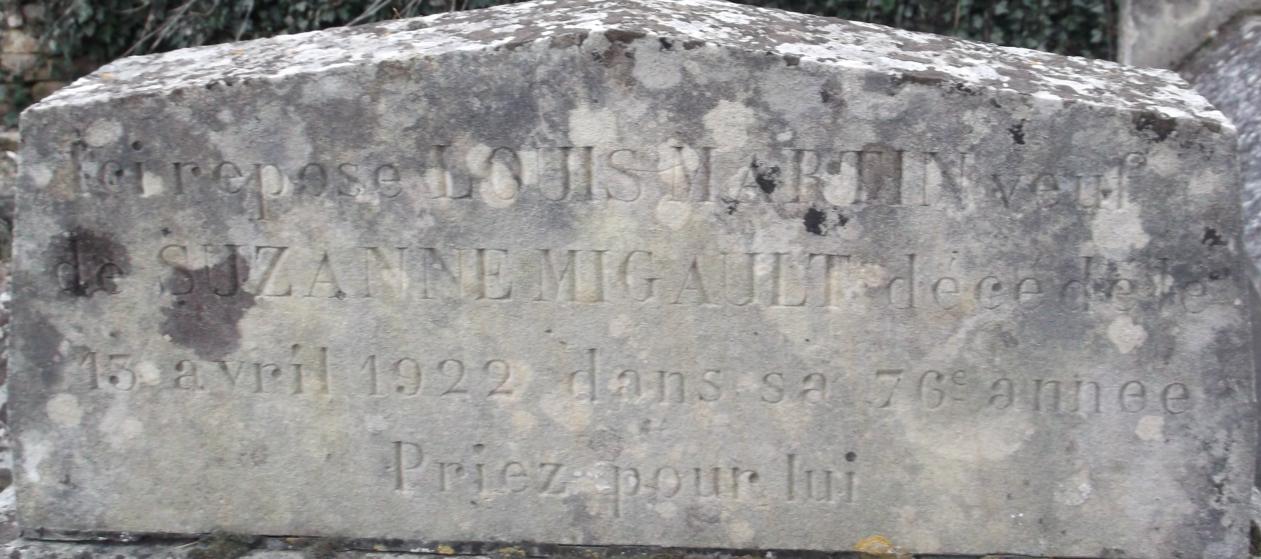 Ici repose LOUIS MARTIN veuf
de SUZANNE MIGAULT décédé le
13 avril 1922 dans sa 76e année
Priez pour lui